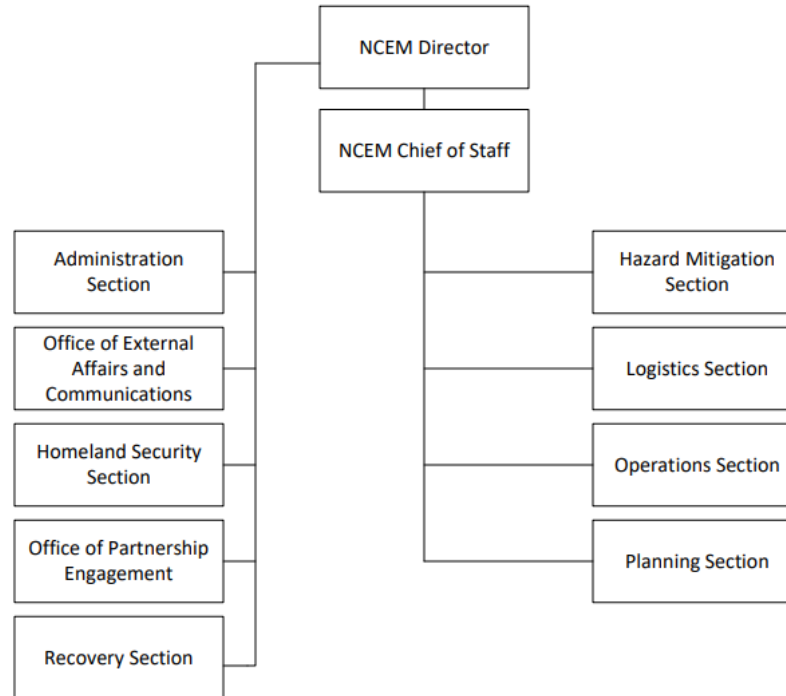 NCEM Director
NCEM Chief of Staff
Administration
Section
Office of External
Affairs and
Communications
Homeland Security
Section
Office of Partnership
Engagement
Recovery Section
Hazard Mitigation
Section
Logistics Section
Operations Section
Planning Section